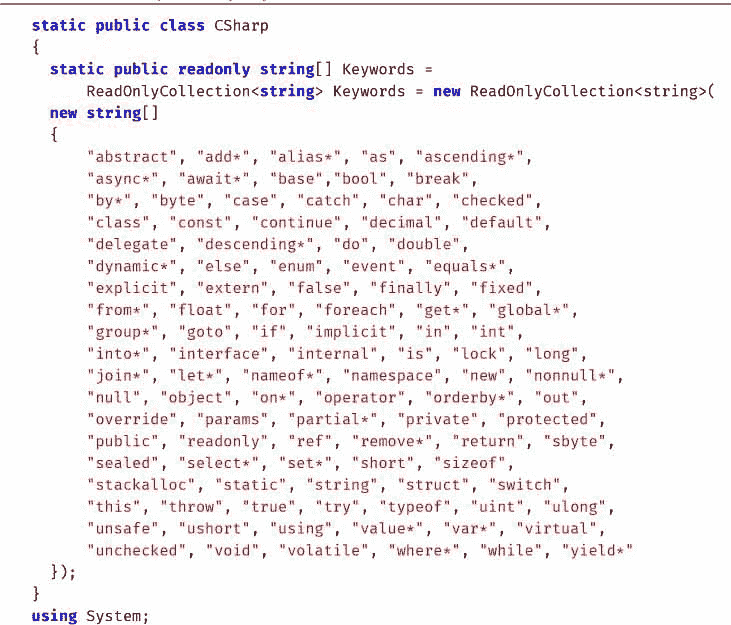 static public class CSharp
{
static public readonly string[] Keywords =
ReadOnlyCollection<string> Keywords = new ReadOnlyCollection<string>(
new string[]
{
"abstract", "add*", "alias*", "as", "ascending*",
"async*", "await*", "base","bool", "break",
"by*", "byte", "case", "catch", "char", "checked",
"class", "const", "continue", "decimal", "default",
"delegate", "descending*", "do", "double",
"dynamic*", "else", "enum", "event", "equals*",
"explicit", "extern", "false", "finally", "fixed",
"from*", "float", "for", "foreach", "get*", "global*",
"group*", "goto", "if", "implicit", "in", "int",
"into*", "interface", "internal", "is", "lock", "long",
"join*", "let*", "nameof*", "namespace", "new", "nonnull*",
"null", "object", "on*", "operator", "orderby*", "out",
"override", "params", "partial*", "private", "protected",
"public", "readonly", "ref", "remove*", "return", "sbyte",
"sealed", "select*", "set*", "short", "sizeof",
"stackalloc", "static", "string", "struct", "switch",
"this", "throw", "true", "try", "typeof", "uint", "ulong",
"unsafe", "ushort", "using", "value*", "var*", "virtual",
"unchecked", "void", "volatile", "where*", "while", "yield*"
});
}
using System;